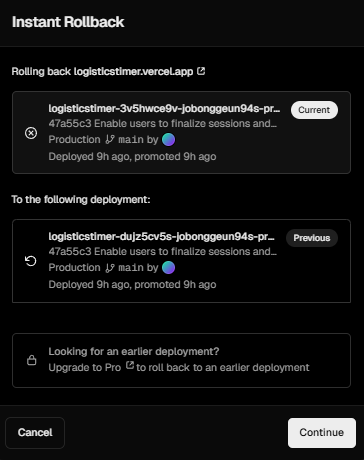 Instant Rollback
Rolling back logisticstimer.vercel.app
logisticstimer-3v5hwce9v-jobonggeun94s-pr...
Current
47a55c3 Enable users to finalize sessions and...
Production main by
Deployed 9h ago, promoted 9h ago
To the following deployment:
logisticstimer-dujz5cv5s-jobonggeun94s-pr...
Previous
47a55c3 Enable users to finalize sessions and...
Production main by
Deployed 9h ago, promoted 9h ago
Looking for an earlier deployment?
Upgrade to Pro to roll back to an earlier deployment
Cancel
Continue